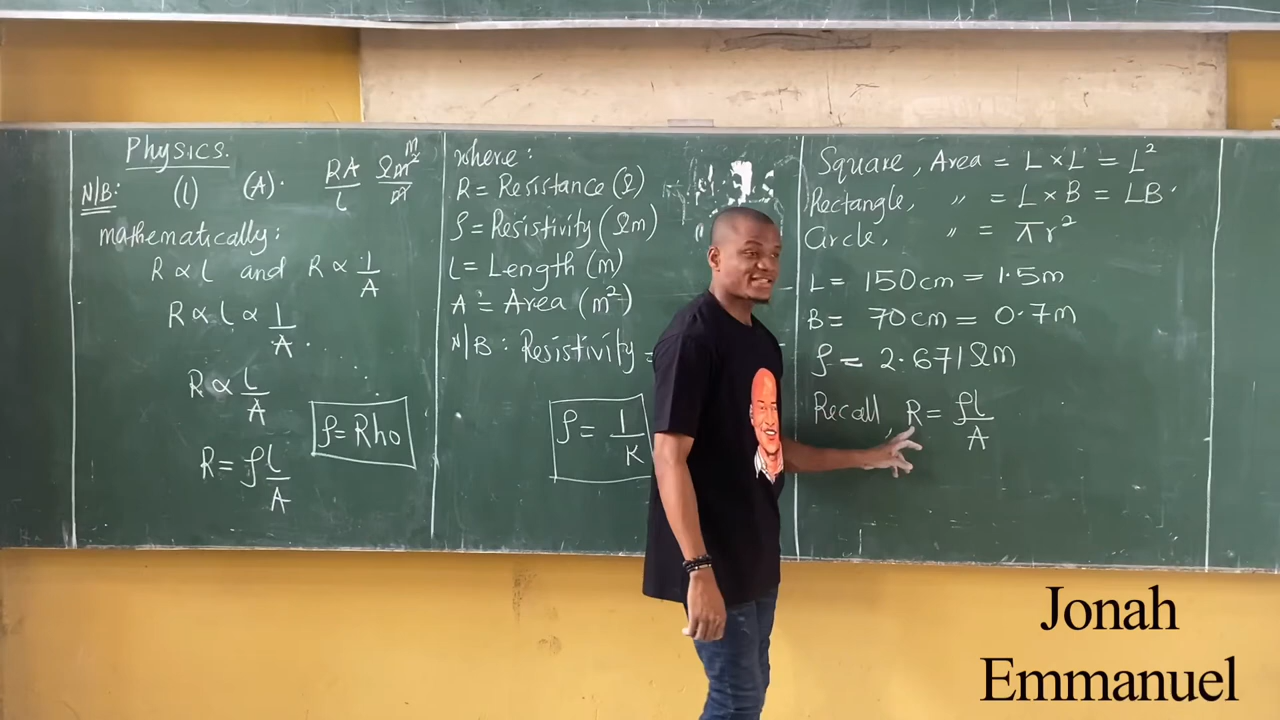 Physics.
N/B: (l) (A). RA/l Ωm²/m m
mathematically:
R ∝ l and R ∝ 1/A
R ∝ l ∝ 1/A.
R ∝ l/A
ρ = Rho
R = ρl/A
where:
R = Resistance (Ω)
ρ = Resistivity (Ωm)
l = Length (m)
A = Area (m²)
N/B: Resistivity =
ρ = 1/K
Square, Area = L × L = L²
Rectangle, " = L × B = LB.
Circle, " = πr²
L = 150cm = 1.5m
B = 70cm = 0.7m
ρ = 2.671Ωm
Recall, R = ρl/A
Jonah
Emmanuel